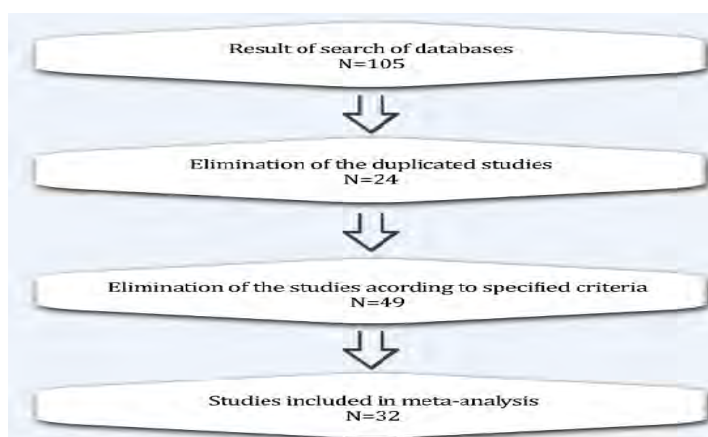 Result of search of databases
N=105
Elimination of the duplicated studies
N=24
Elimination of the studies acording to specified criteria
N=49
Studies included in meta-analysis
N=32